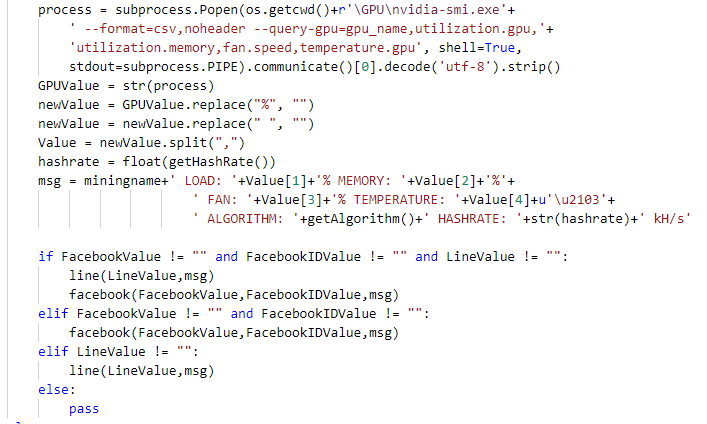 process = subprocess.Popen(os.getcwd()+r'\GPU\nvidia-smi.exe'+
' --format=csv,noheader --query-gpu=gpu_name,utilization.gpu,'+
'utilization.memory,fan.speed,temperature.gpu', shell=True,
stdout=subprocess.PIPE).communicate()[0].decode('utf-8').strip()
GPUValue = str(process)
newValue = GPUValue.replace("%", "")
newValue = newValue.replace(" ", "")
Value = newValue.split(",")
hashrate = float(getHashRate())
msg = miningname+' LOAD: '+Value[1]+'% MEMORY: '+Value[2]+'%'+
' FAN: '+Value[3]+'% TEMPERATURE: '+Value[4]+u'\u2103'+
' ALGORITHM: '+getAlgorithm()+' HASHRATE: '+str(hashrate)+' kH/s'
if FacebookValue != "" and FacebookIDValue != "" and LineValue != "":
line(LineValue,msg)
facebook(FacebookValue,FacebookIDValue,msg)
elif FacebookValue != "" and FacebookIDValue != "":
facebook(FacebookValue,FacebookIDValue,msg)
elif LineValue != "":
line(LineValue,msg)
else:
pass